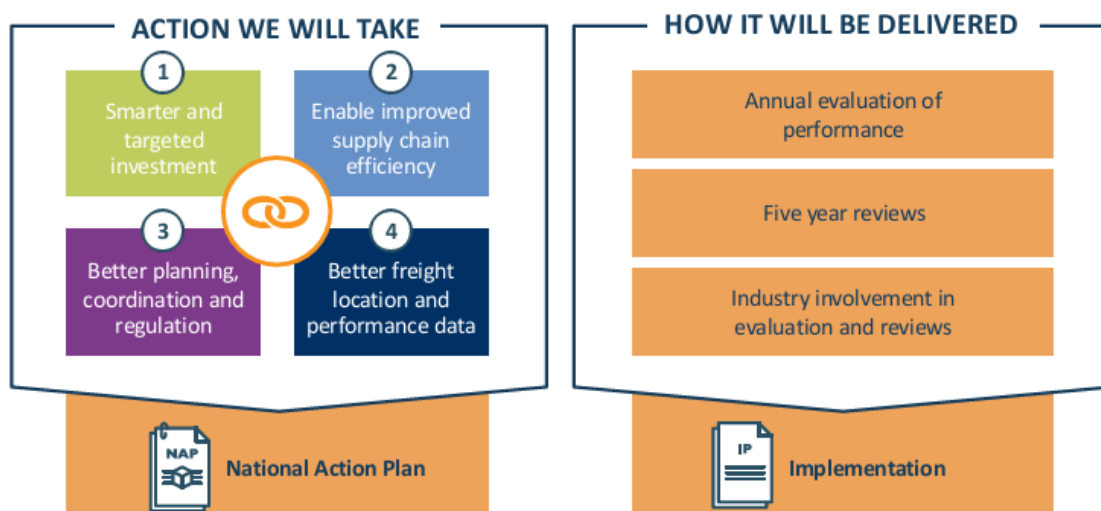 ACTION WE WILL TAKE
1
Smarter and
targeted
investment
2
Enable improved
supply chain
efficiency
3
Better planning,
coordination and
regulation
4
Better freight
location and
performance data
NAP
National Action Plan
HOW IT WILL BE DELIVERED
Annual evaluation of
performance
Five year reviews
Industry involvement in
evaluation and reviews
IP
Implementation